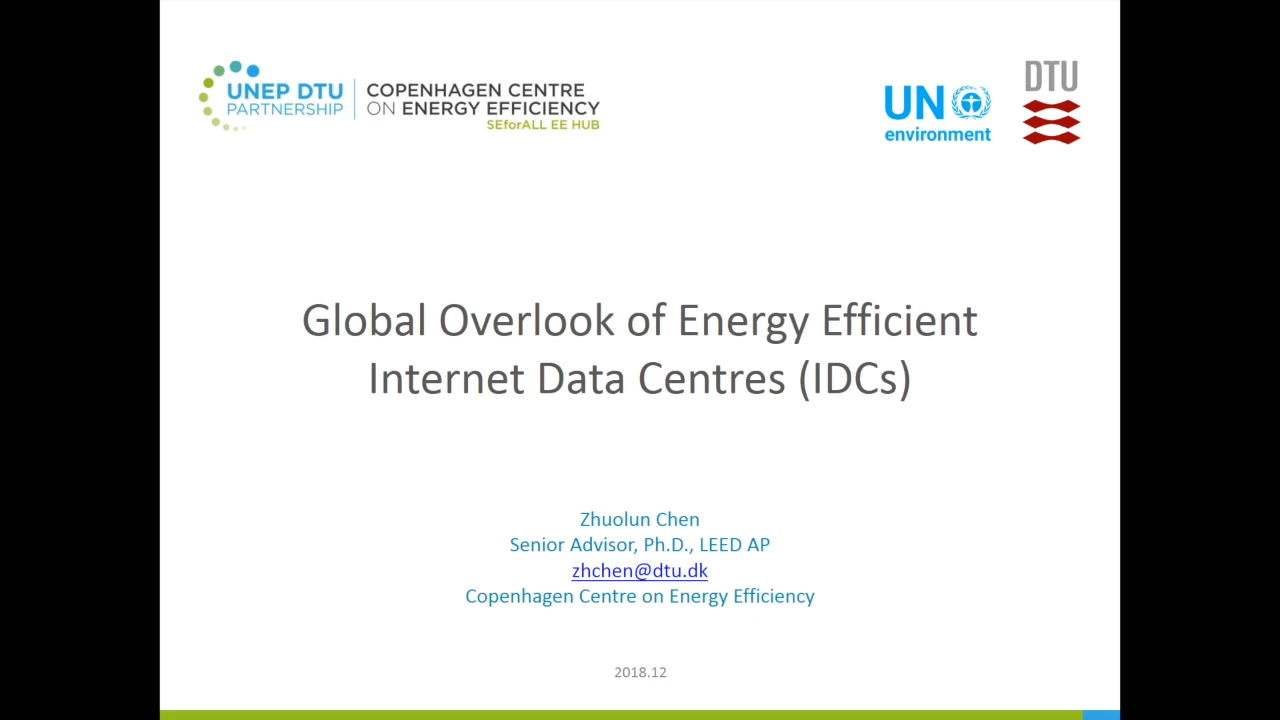 UNEP DTU
PARTNERSHIP
COPENHAGEN CENTRE
ON ENERGY EFFICIENCY
SEforALL EE HUB
UN
environment
DTU
Global Overlook of Energy Efficient
Internet Data Centres (IDCs)
Zhuolun Chen
Senior Advisor, Ph.D., LEED AP
zhchen@dtu.dk
Copenhagen Centre on Energy Efficiency
2018.12